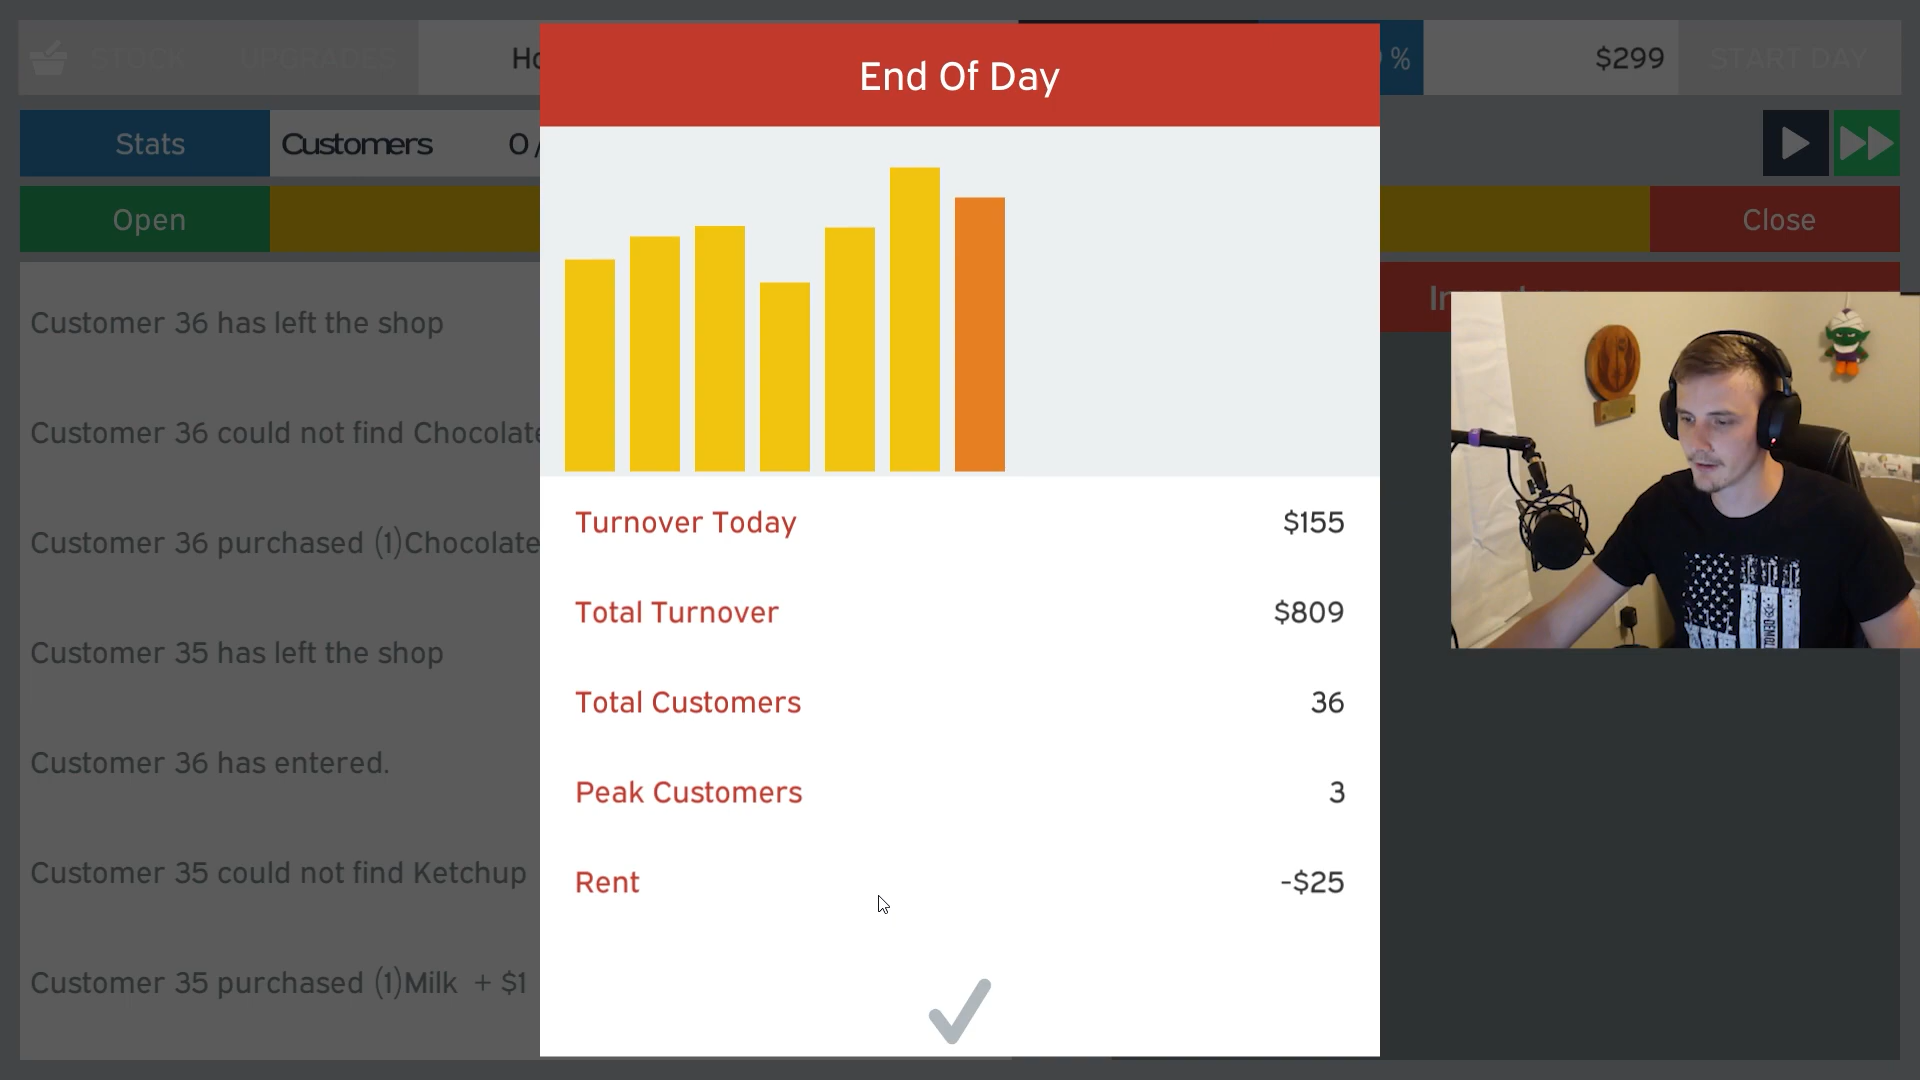 STOCK
UPGRADES
%
$299
START DAY
End Of Day
Stats
Customers
0/
Open
Close
Customer 36 has left the shop
Customer 36 could not find Chocolate
Customer 36 purchased (1)Chocolate
Customer 35 has left the shop
Customer 36 has entered.
Customer 35 could not find Ketchup
Customer 35 purchased (1)Milk + $1
Turnover Today
$155
Total Turnover
$809
Total Customers
36
Peak Customers
3
Rent
-$25